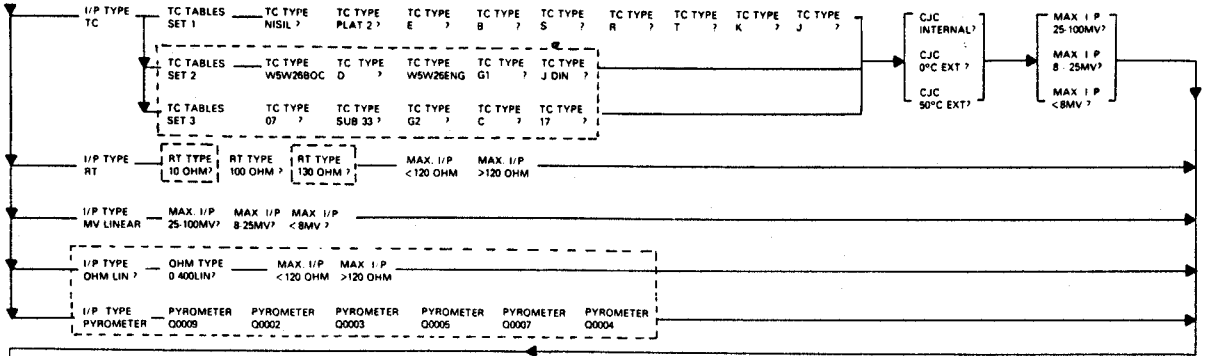 I/P TYPE TC TABLES TC TYPE TC TYPE TC TYPE TC TYPE TC TYPE TC TYPE TC TYPE TC TYPE TC TYPE
TC SET 1 NISIL ? PLAT 2 ? E ? B ? S ? R ? T ? K ? J ?
CJC INTERNAL?
CJC 0°C EXT ?
CJC 50°C EXT?
MAX. I P 25-100MV?
MAX. I P 8-25MV?
MAX. I P <8MV ?
TC TABLES TC TYPE TC TYPE TC TYPE TC TYPE TC TYPE
SET 2 W5W26BOC D ? W5W26ENG G1 ? J DIN ?
TC TABLES TC TYPE TC TYPE TC TYPE TC TYPE TC TYPE
SET 3 07 ? SUB 33 ? G2 ? C ? 17 ?
I/P TYPE RT TYPE RT TYPE RT TYPE MAX. I/P MAX. I/P
RT 10 OHM? 100 OHM ? 130 OHM ? <120 OHM >120 OHM
I/P TYPE MAX. I/P MAX. I/P MAX I/P
MV LINEAR 25-100MV? 8-25MV? <8MV ?
I/P TYPE OHM TYPE MAX. I/P MAX I/P
OHM LIN ? 0 400LIN? <120 OHM >120 OHM
I/P TYPE PYROMETER PYROMETER PYROMETER PYROMETER PYROMETER PYROMETER
PYROMETER Q0009 Q0002 Q0003 Q0005 Q0007 Q0004